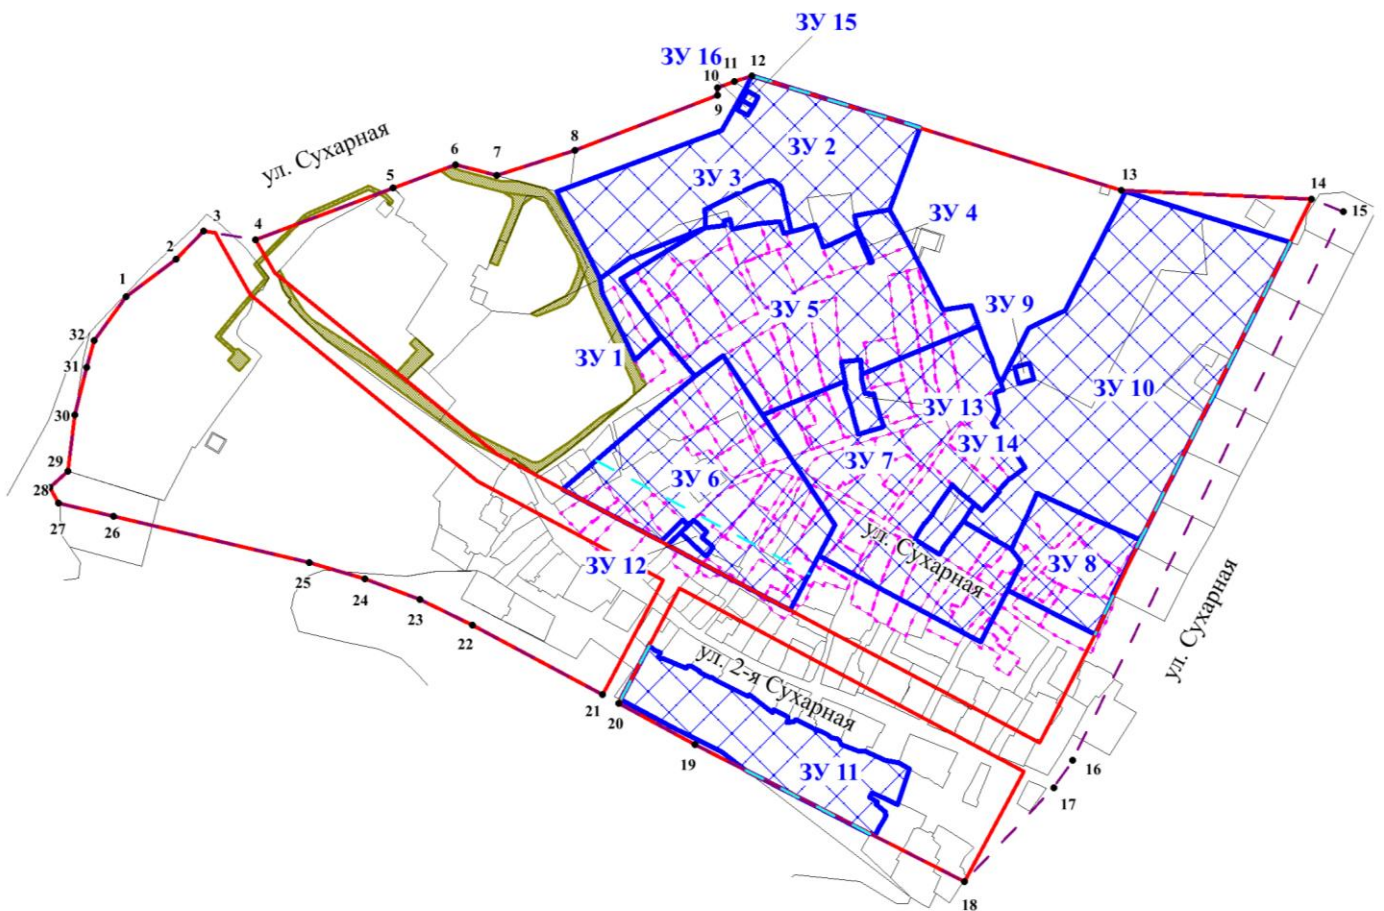 ЗУ 15
ЗУ 16
10
11
12
9
ул. Сухарная
8
6
7
5
ЗУ 2
ЗУ 3
13
14
15
3
4
2
1
ЗУ 4
ЗУ 9
ЗУ 5
32
31
30
ЗУ 1
ЗУ 10
ЗУ 13
ЗУ 14
29
28
27
26
ЗУ 6
ЗУ 7
ул. Сухарная
ЗУ 12
ЗУ 8
25
24
23
22
ул. Сухарная
21
20
ул. 2-я Сухарная
19
ЗУ 11
16
17
18